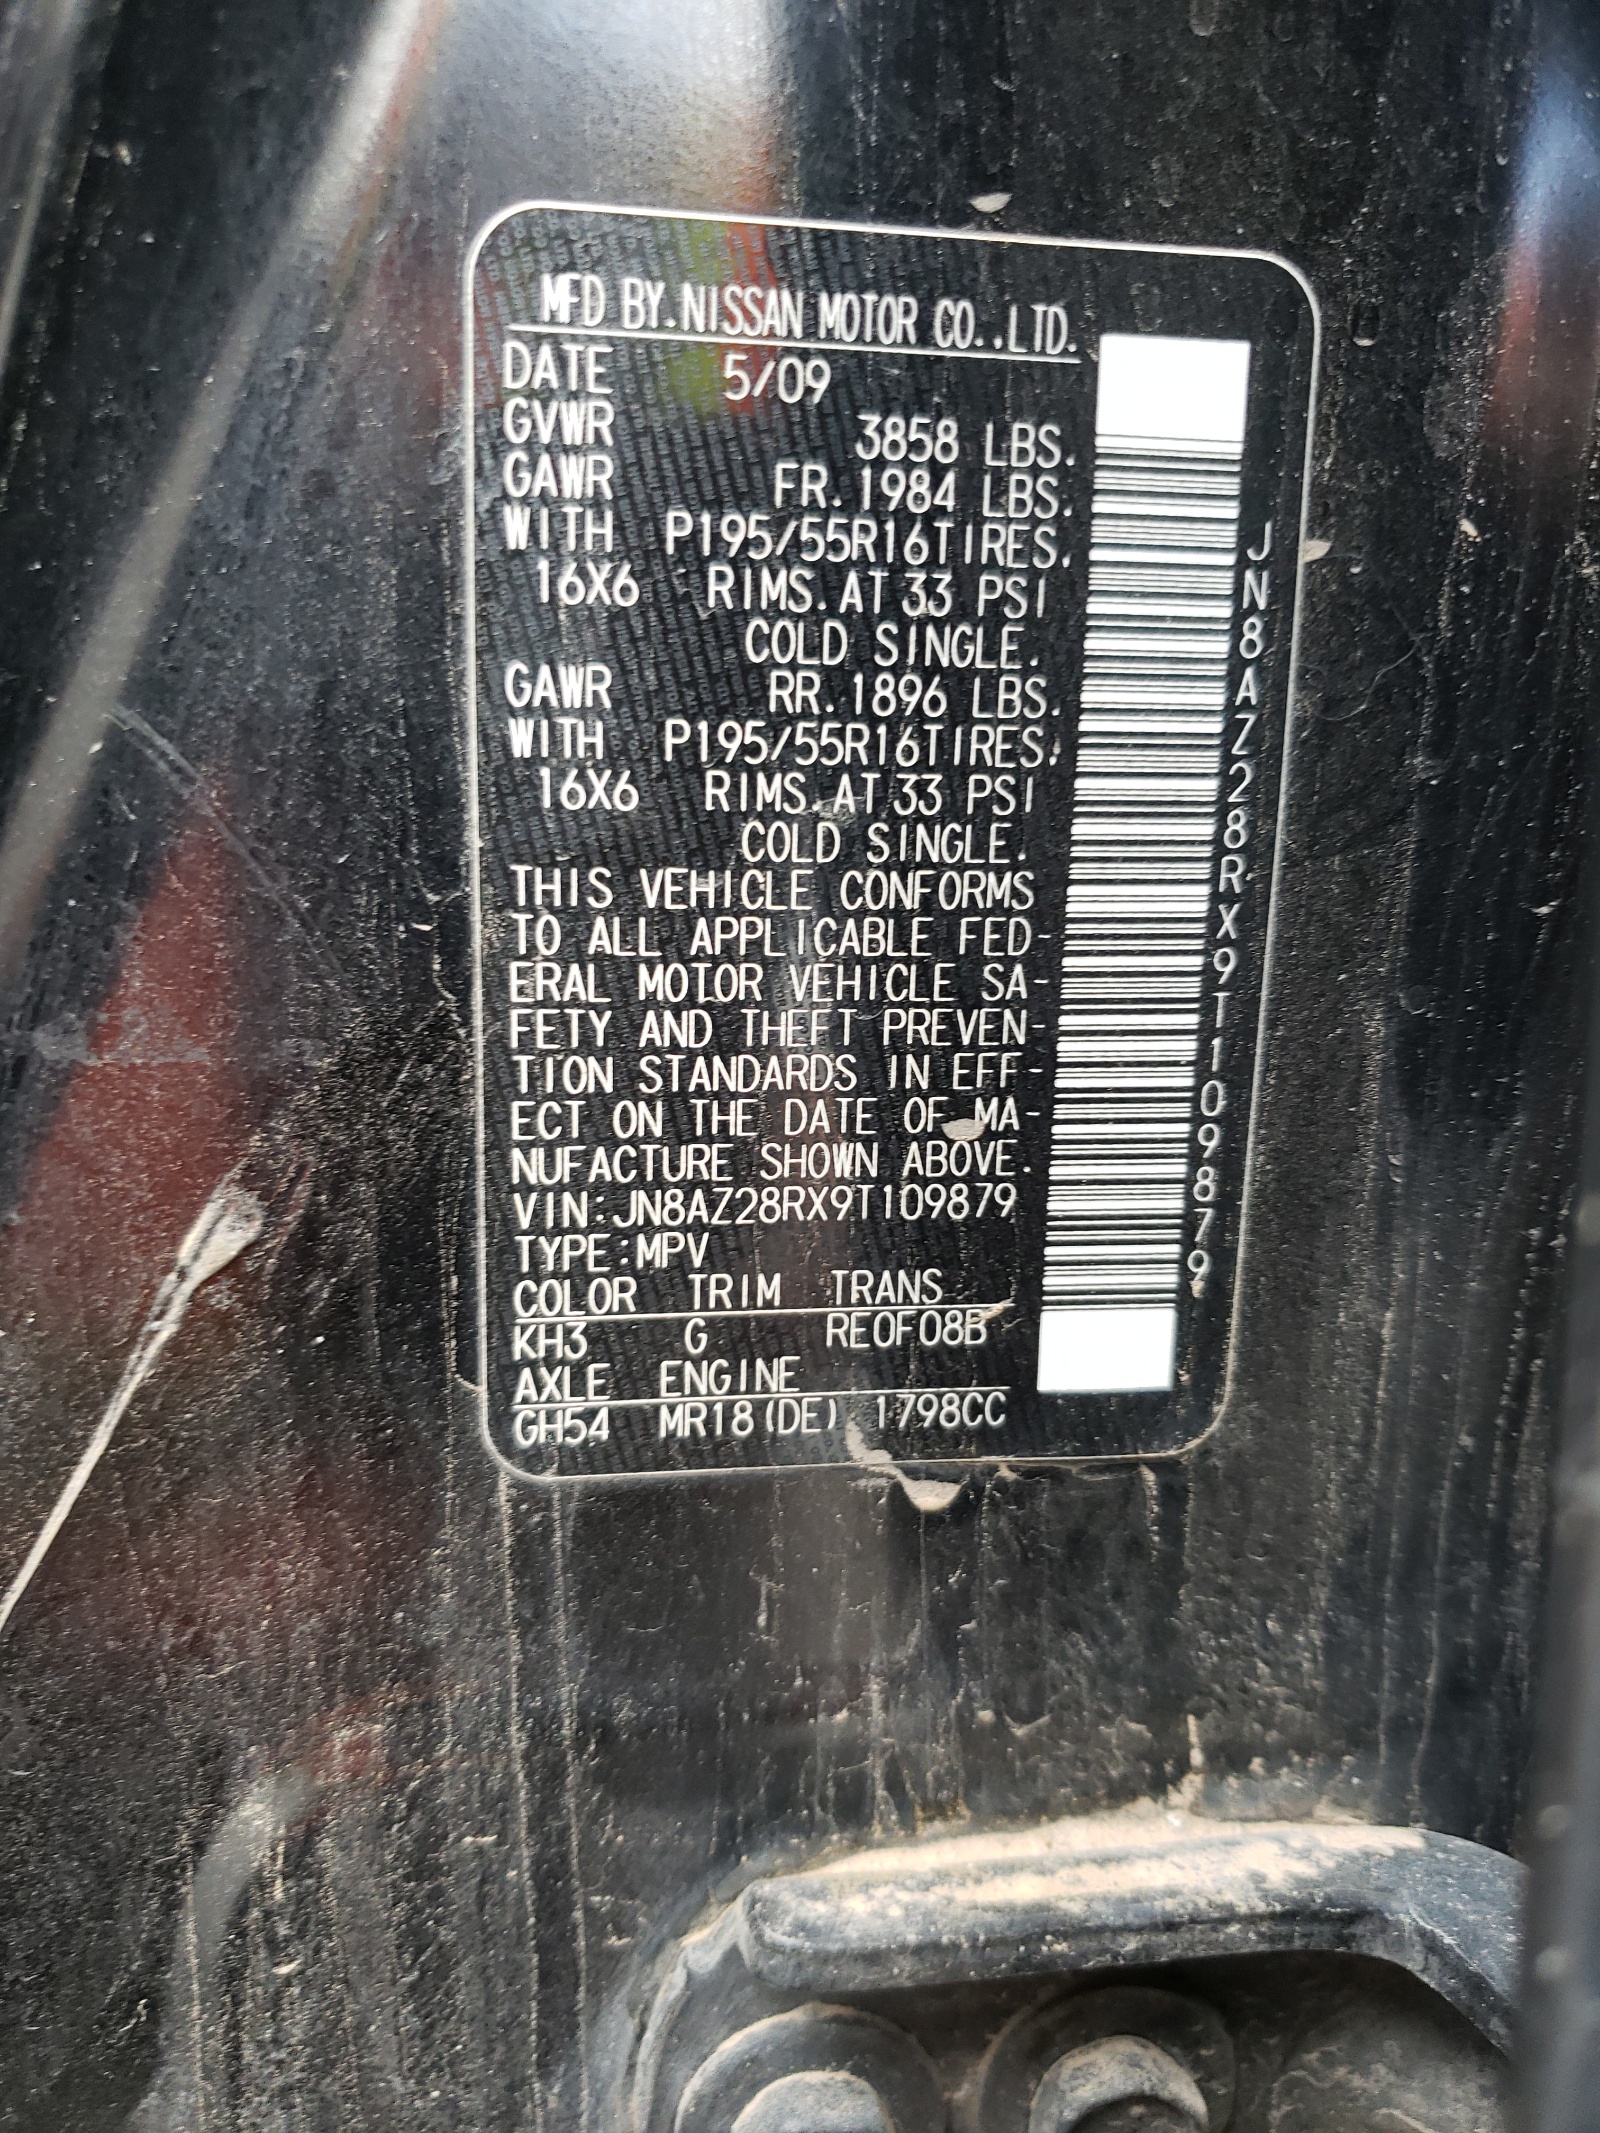 MFD BY.NISSAN MOTOR CO.,LTD.
DATE 5/09
GVWR 3858 LBS.
GAWR FR.1984 LBS.
WITH P195/55R16TIRES.
16X6 RIMS.AT 33 PSI
COLD SINGLE.
GAWR RR.1896 LBS.
WITH P195/55R16TIRES.
16X6 RIMS.AT 33 PSI
COLD SINGLE.
THIS VEHICLE CONFORMS
TO ALL APPLICABLE FED-
ERAL MOTOR VEHICLE SA-
FETY AND THEFT PREVEN-
TION STANDARDS IN EFF-
ECT ON THE DATE OF MA-
NUFACTURE SHOWN ABOVE.
VIN:JN8AZ28RX9T109879
TYPE:MPV
COLOR TRIM TRANS
KH3 G RE0F08B
AXLE ENGINE
GH54 MR18(DE) 1798CC
JN8AZ28RX9T109879